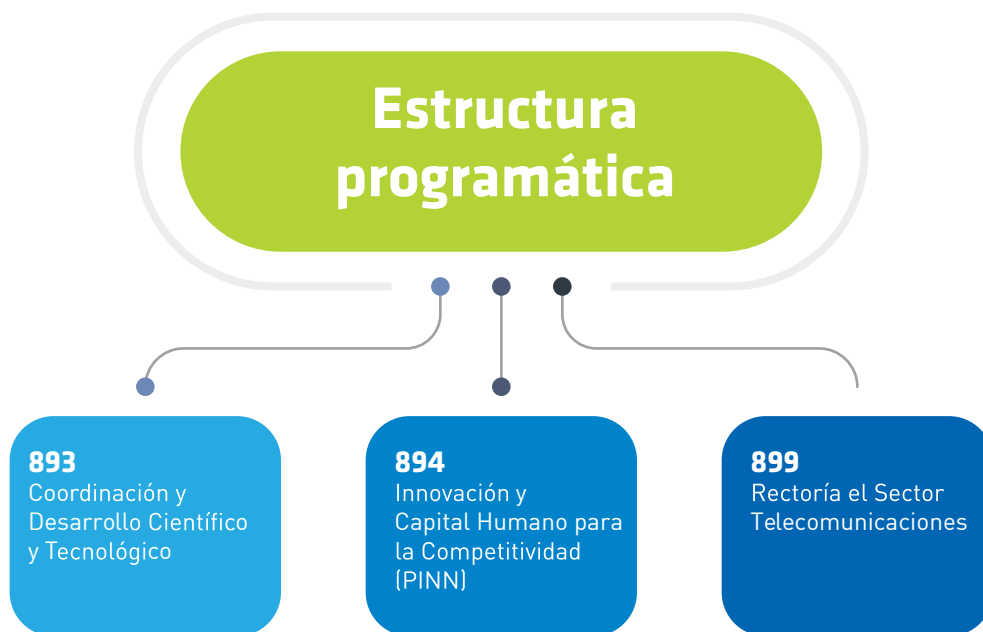 Estructura
programática
893
Coordinación y
Desarrollo Científico
y Tecnológico
894
Innovación y
Capital Humano para
la Competitividad
(PINN)
899
Rectoría el Sector
Telecomunicaciones